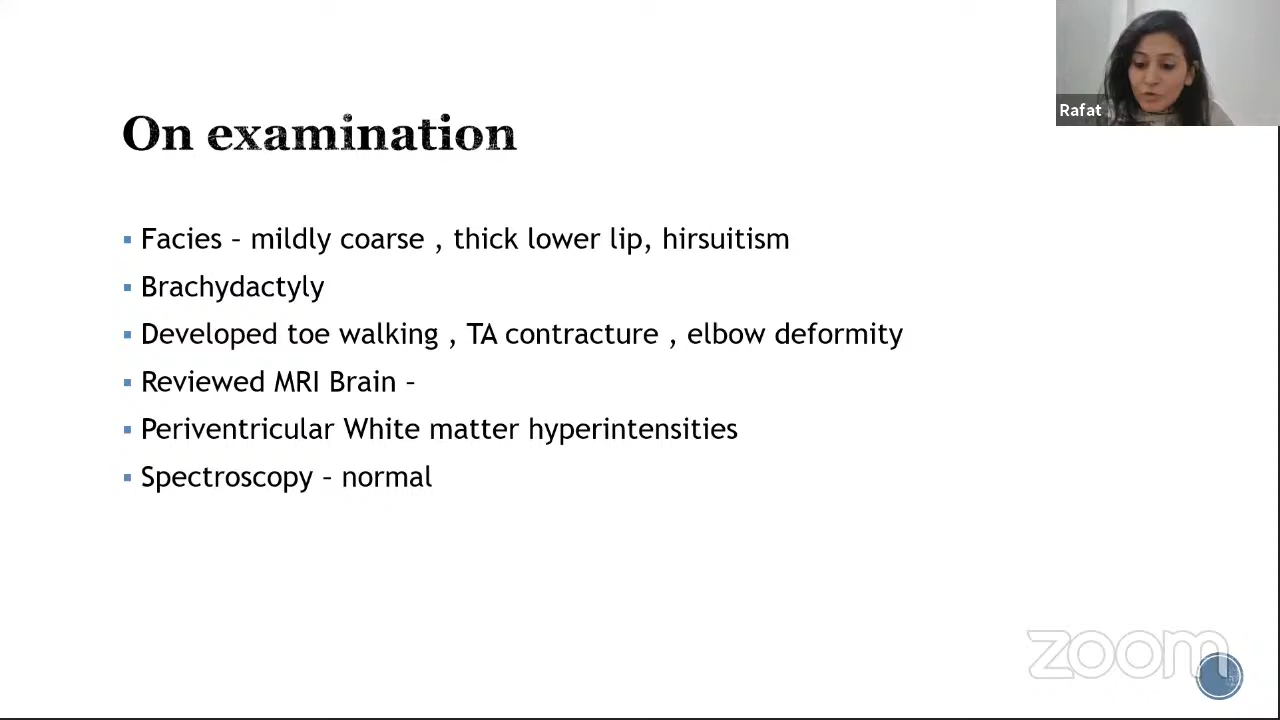 Rafat
On examination
Facies – mildly coarse , thick lower lip, hirsuitism
Brachydactyly
Developed toe walking , TA contracture , elbow deformity
Reviewed MRI Brain –
Periventricular White matter hyperintensities
Spectroscopy – normal
zoom